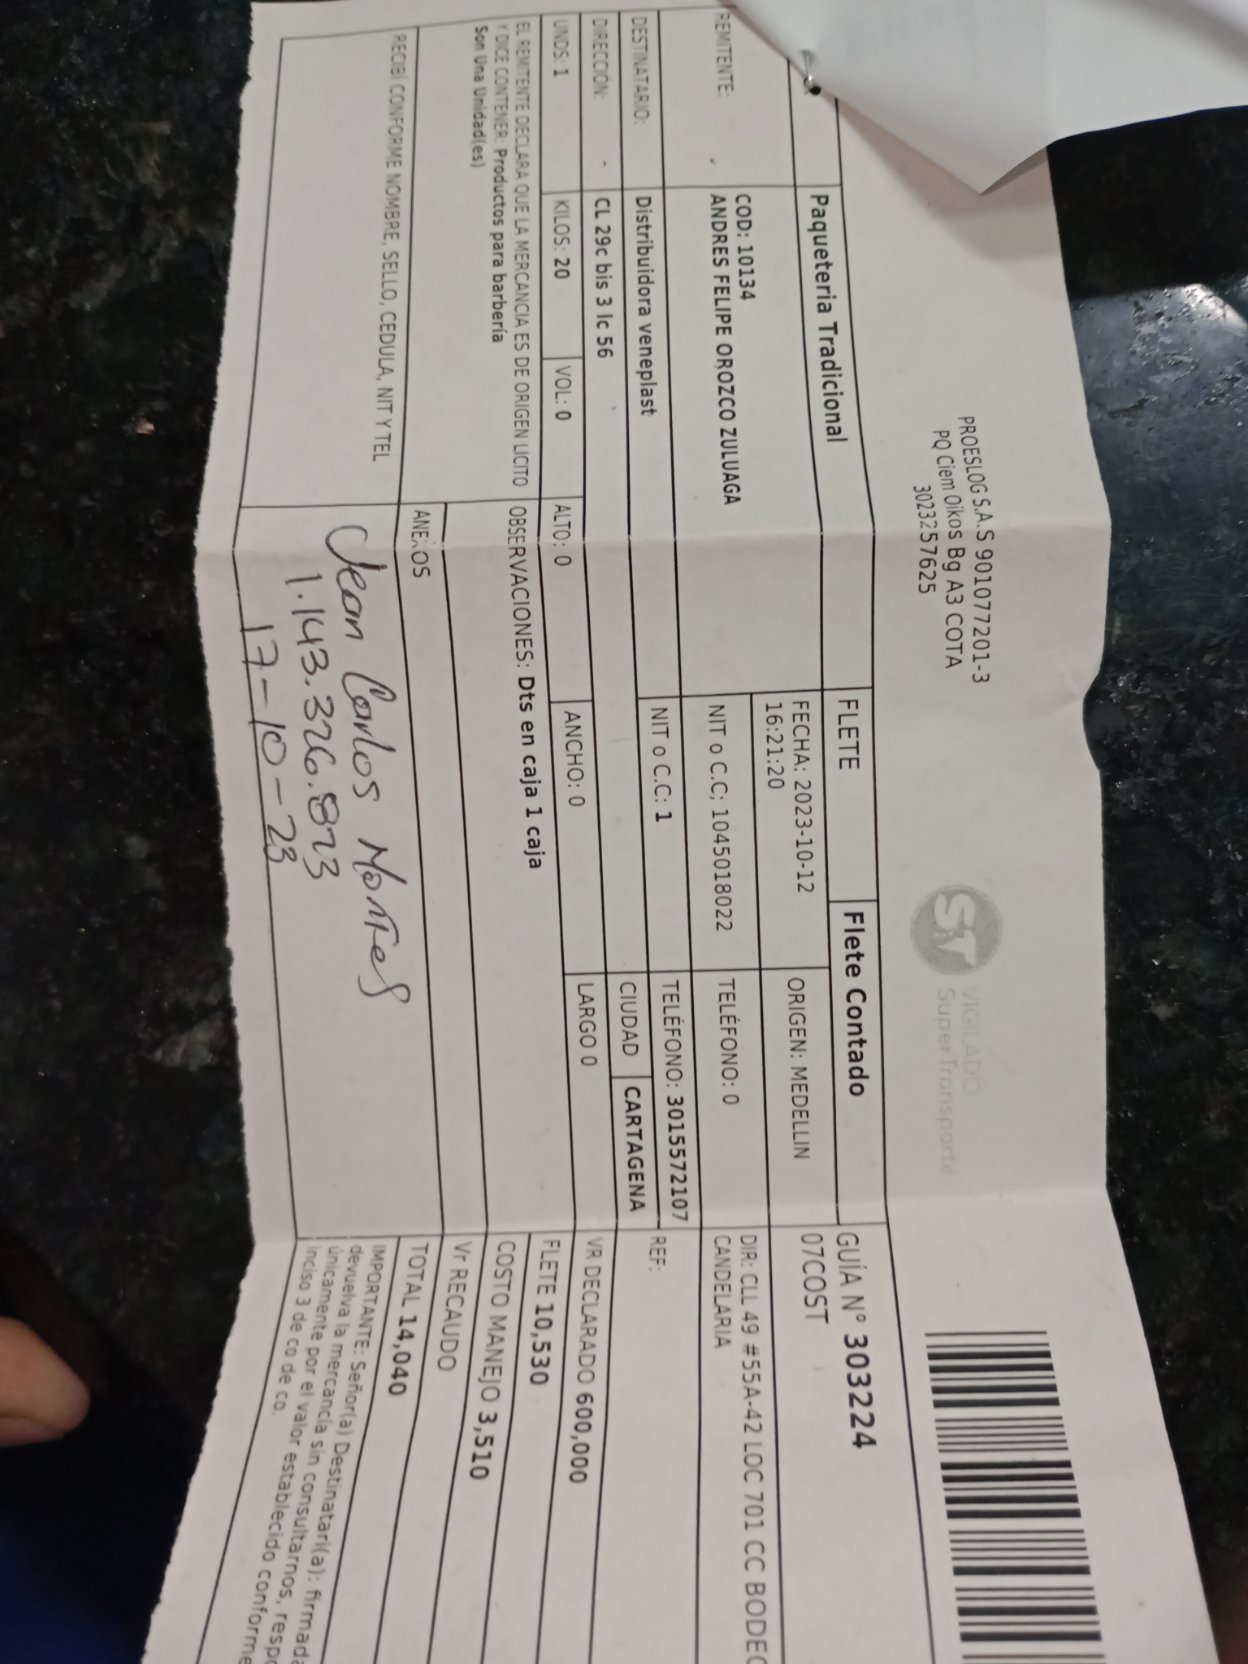 PROESLOG S.A.S 901077201-3
PQ Ciem Oikos Bg A3 COTA
3023257625
ST VIGILADO
SuperTransporte
Paqueteria Tradicional
FLETE
Flete Contado
GUÍA N° 303224
REMITENTE:
COD: 10134
ANDRES FELIPE OROZCO ZULUAGA
FECHA: 2023-10-12
16:21:20
ORIGEN: MEDELLIN
07COST
NIT o C.C: 1045018022
TELÉFONO: 0
DIR: CLL 49 #55A-42 LOC 701 CC BODEG
CANDELARIA
DESTINATARIO:
Distribuidora veneplast
NIT o C.C: 1
TELÉFONO: 3015572107
REF:
DIRECCIÓN: - CL 29c bis 3 lc 56
CIUDAD
CARTAGENA
UNDS: 1
KILOS: 20
VOL: 0
ALTO: 0
ANCHO: 0
LARGO 0
VR DECLARADO 600,000
EL REMITENTE DECLARA QUE LA MERCANCIA ES DE ORIGEN LICITO
Y DICE CONTENER: Productos para barbería
Son Una Unidad(es)
OBSERVACIONES: Dts en caja 1 caja
FLETE 10,530
COSTO MANEJO 3,510
Vr RECAUDO
TOTAL 14,040
RECIBÍ CONFORME NOMBRE, SELLO, CEDULA, NIT Y TEL
ANEXOS
Jean Carlos Montes
1.143.326.873
17-10-23
IMPORTANTE: Señor(a) Destinatari(a): firmada
devuelva la mercancía sin consultarnos, respo
únicamente por el valor establecido conforme
inciso 3 de co de co.